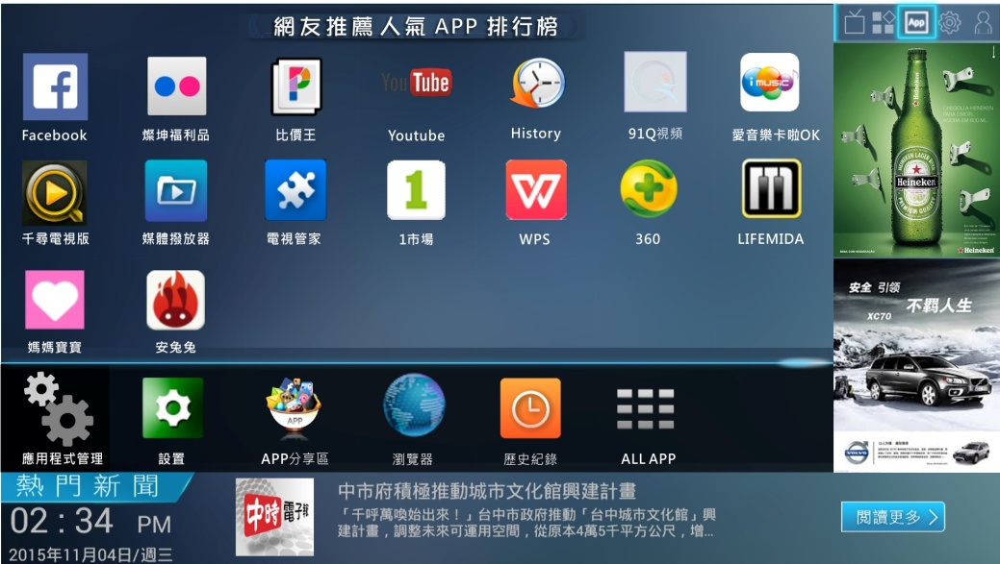 網友推薦人氣 APP 排行榜
App
Facebook
燦坤福利品
比價王
YouTube
Youtube
History
91Q視頻
i music
愛音樂卡啦OK
千尋電視版
媒體撥放器
電視管家
1
1市場
WPS
360
LIFEMIDA
媽媽寶寶
安兔兔
Heineken
PREMIUM QUALITY
Heineken
安全 引领
不羁人生
XC70
VOLVO
應用程式管理
設置
APP
APP分享區
瀏覽器
歷史紀錄
ALL APP
熱門新聞
02 : 34 PM
2015年11月04日/週三
中時電子報
中市府積極推動城市文化館興建計畫
「千呼萬喚始出來！」台中市政府推動「台中城市文化館」興
建計畫，調整未來可運用空間，從原本4萬5千平方公尺，增...
閱讀更多